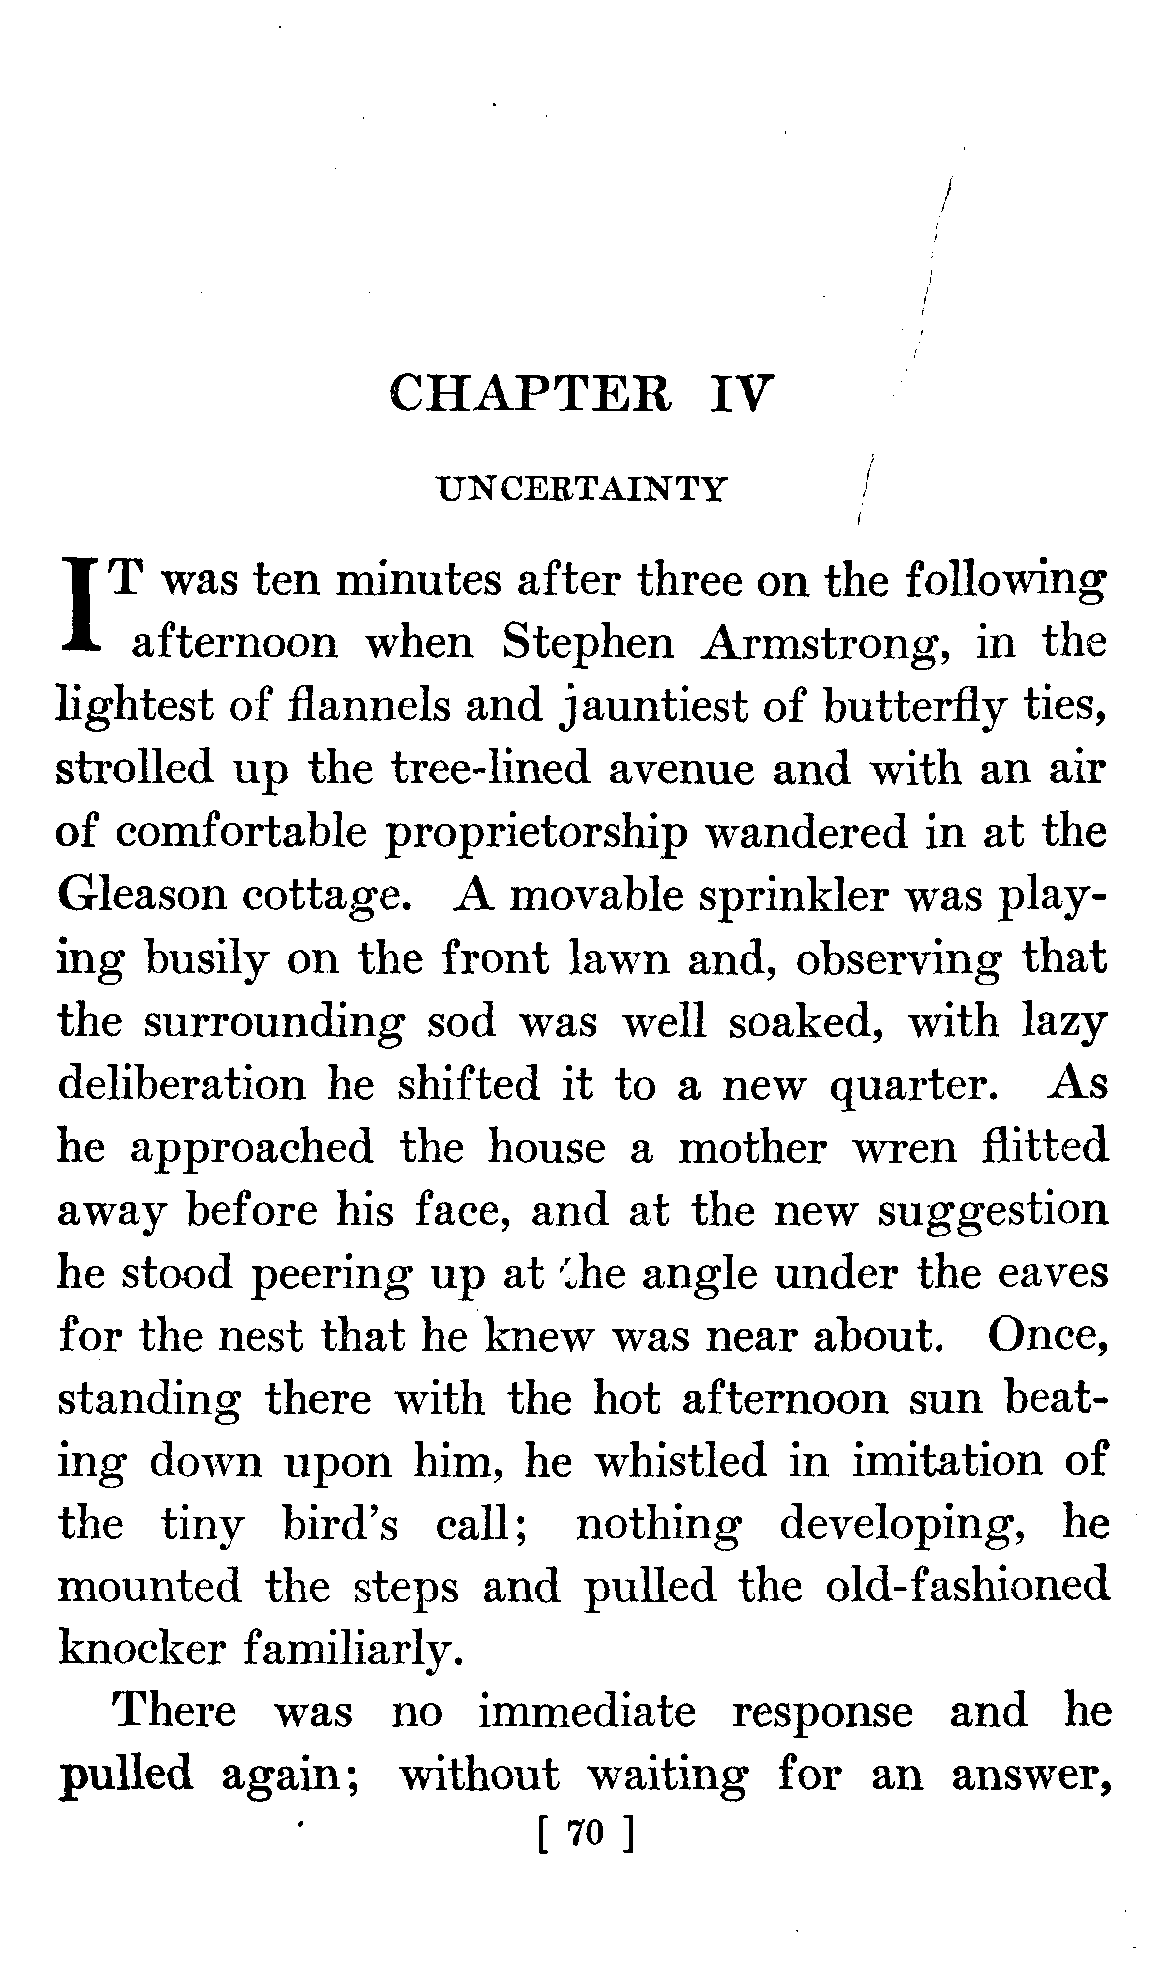 CHAPTER IV
UNCERTAINTY
IT was ten minutes after three on the following
afternoon when Stephen Armstrong, in the
lightest of flannels and jauntiest of butterfly ties,
strolled up the tree-lined avenue and with an air
of comfortable proprietorship wandered in at the
Gleason cottage. A movable sprinkler was play-
ing busily on the front lawn and, observing that
the surrounding sod was well soaked, with lazy
deliberation he shifted it to a new quarter. As
he approached the house a mother wren flitted
away before his face, and at the new suggestion
he stood peering up at the angle under the eaves
for the nest that he knew was near about. Once,
standing there with the hot afternoon sun beat-
ing down upon him, he whistled in imitation of
the tiny bird's call; nothing developing, he
mounted the steps and pulled the old-fashioned
knocker familiarly.
There was no immediate response and he
pulled again; without waiting for an answer,
[ 70 ]